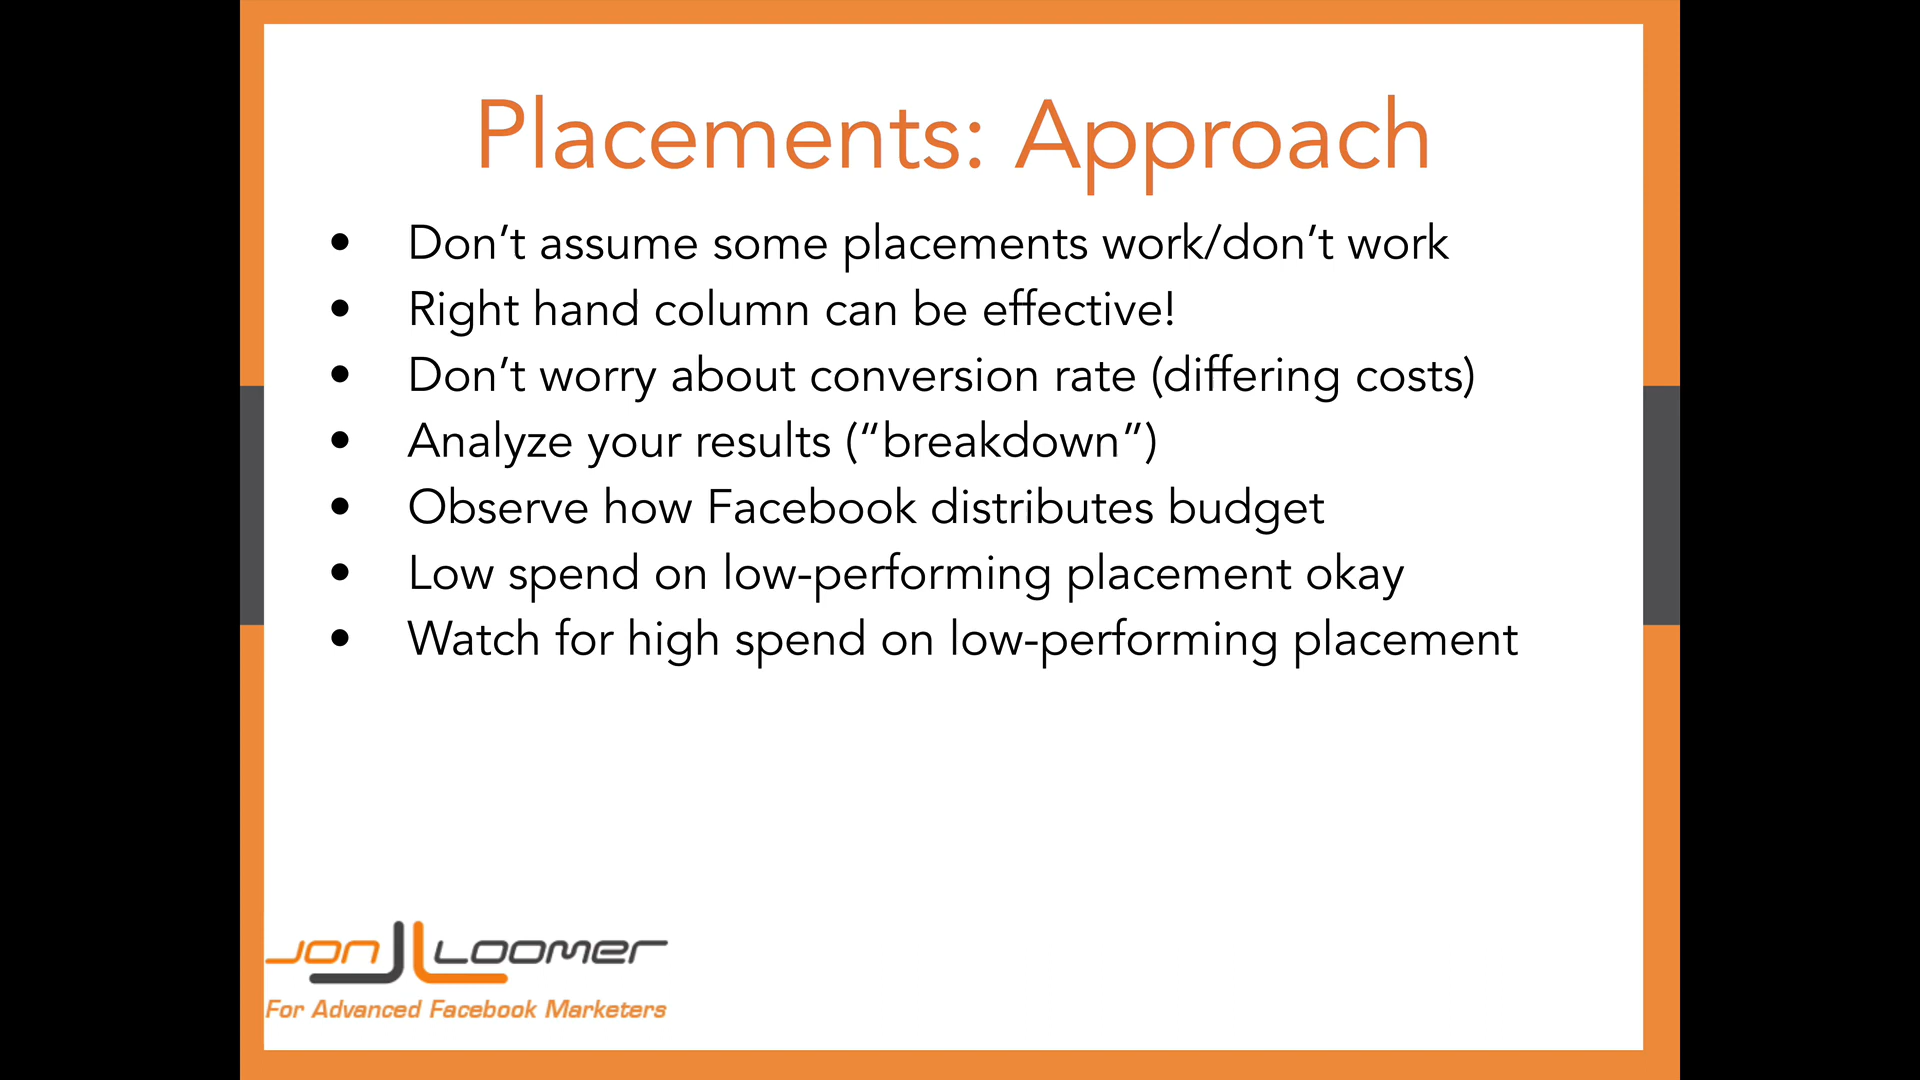 Placements: Approach
• Don’t assume some placements work/don’t work
• Right hand column can be effective!
• Don’t worry about conversion rate (differing costs)
• Analyze your results (“breakdown”)
• Observe how Facebook distributes budget
• Low spend on low-performing placement okay
• Watch for high spend on low-performing placement
Jon JL Loomer
For Advanced Facebook Marketers